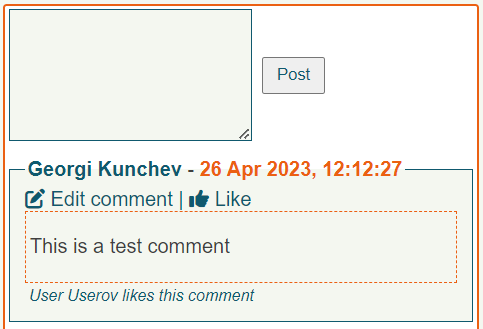 Post
Georgi Kunchev - 26 Apr 2023, 12:12:27
Edit comment | Like
This is a test comment
User Userov likes this comment